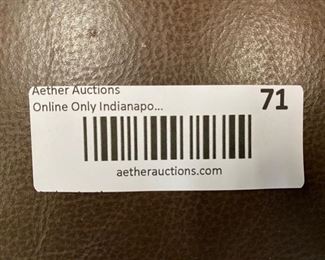 Aether Auctions
Online Only Indianapo...
71
aetherauctions.com